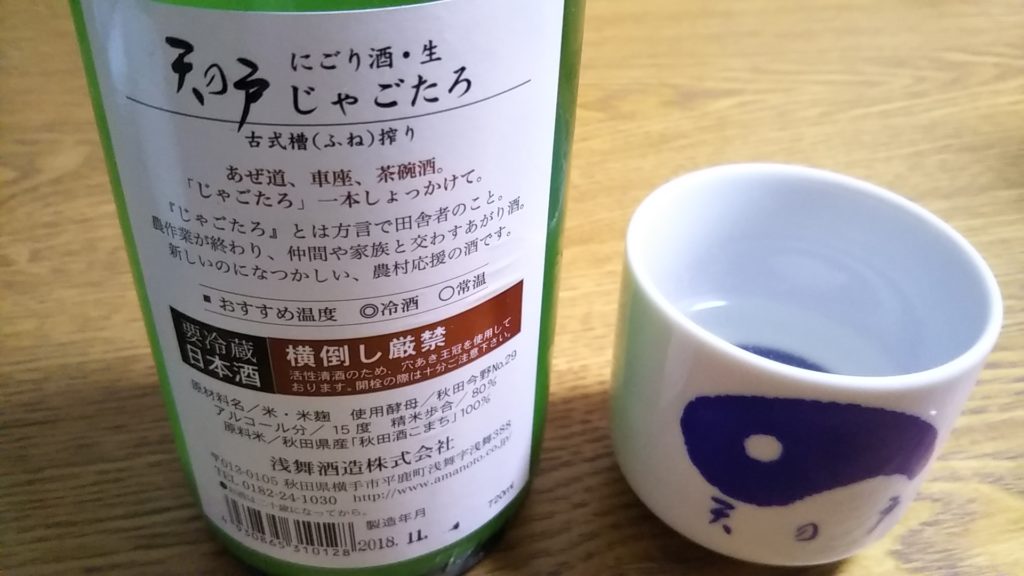 天の戸
にごり酒・生
じゃごたろ
古式槽(ふね)搾り
あぜ道、車座、茶碗酒。
「じゃごたろ」一本しょっかけて。
『じゃごたろ』とは方言で田舎者のこと。
農作業が終わり、仲間や家族と交わすあがり酒。
新しいのになつかしい、農村応援の酒です。
■おすすめ温度 ◎冷酒 ○常温
要冷蔵
日本酒
横倒し厳禁
活性清酒のため、穴あき王冠を使用して
おります。開栓の際は十分ご注意下さい。
原材料名／米・米麹 使用酵母／秋田今野No.29
アルコール分／15度 精米歩合／80%
原料米／秋田県産「秋田酒こまち」100%
浅舞酒造株式会社
〒013-0105 秋田県横手市平鹿町浅舞字浅舞388
TEL.0182-24-1030 http://www.amanoto.co.jp/
●お酒は二十歳になってから。
720ml
製造年月
2018.11.
天の戸